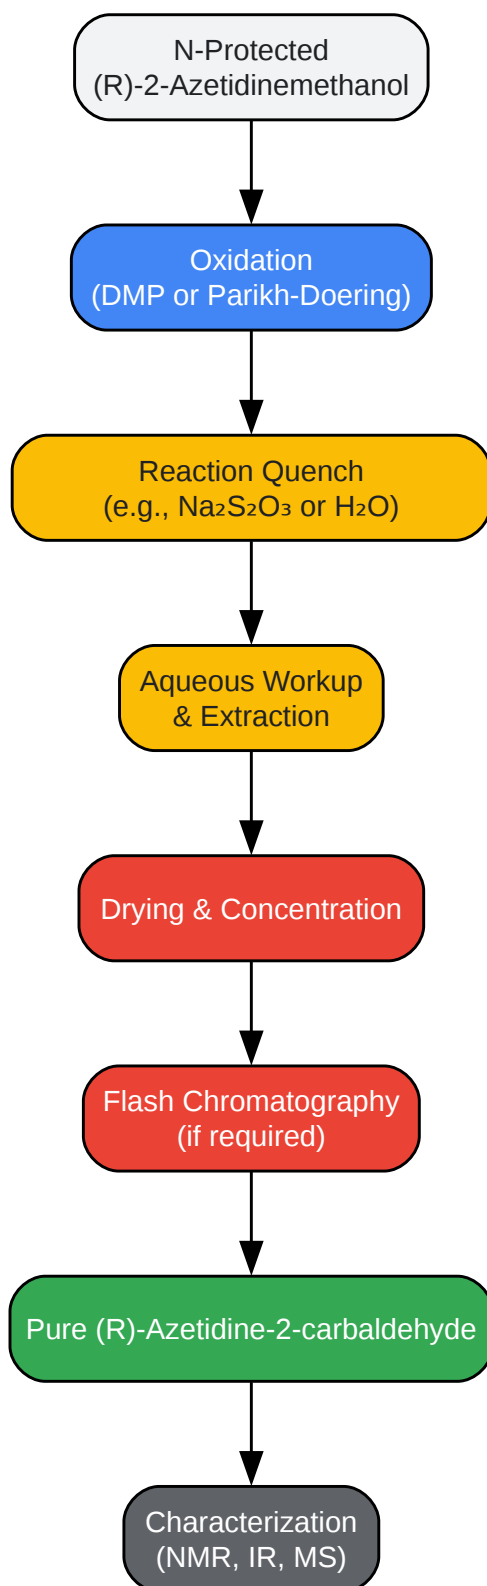 N-Protected
(R)-2-Azetidinemethanol
Oxidation
(DMP or Parikh-Doering)
Reaction Quench
(e.g., Na₂S₂O₃ or H₂O)
Aqueous Workup
& Extraction
Drying & Concentration
Flash Chromatography
(if required)
Pure (R)-Azetidine-2-carbaldehyde
Characterization
(NMR, IR, MS)